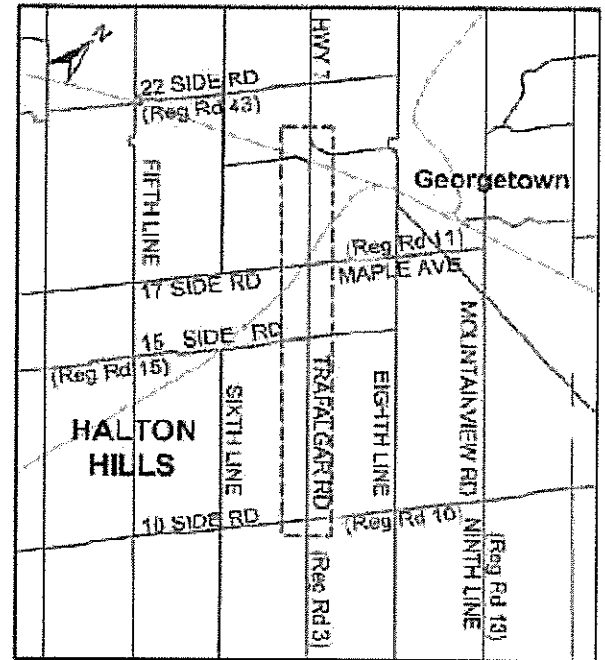 N
HWY 7
22 SIDE RD
(Reg Rd 43)
FIFTH LINE
Georgetown
(Reg Rd 11)
MAPLE AVE
17 SIDE RD
15 SIDE RD
(Reg Rd 15)
SIXTH LINE
TRAFALGAR RD
EIGHTH LINE
MOUNTAINVIEW RD
HALTON
HILLS
10 SIDE RD
(Reg Rd 10)
(Reg Rd 3)
NINTH LINE
(Reg Rd 13)